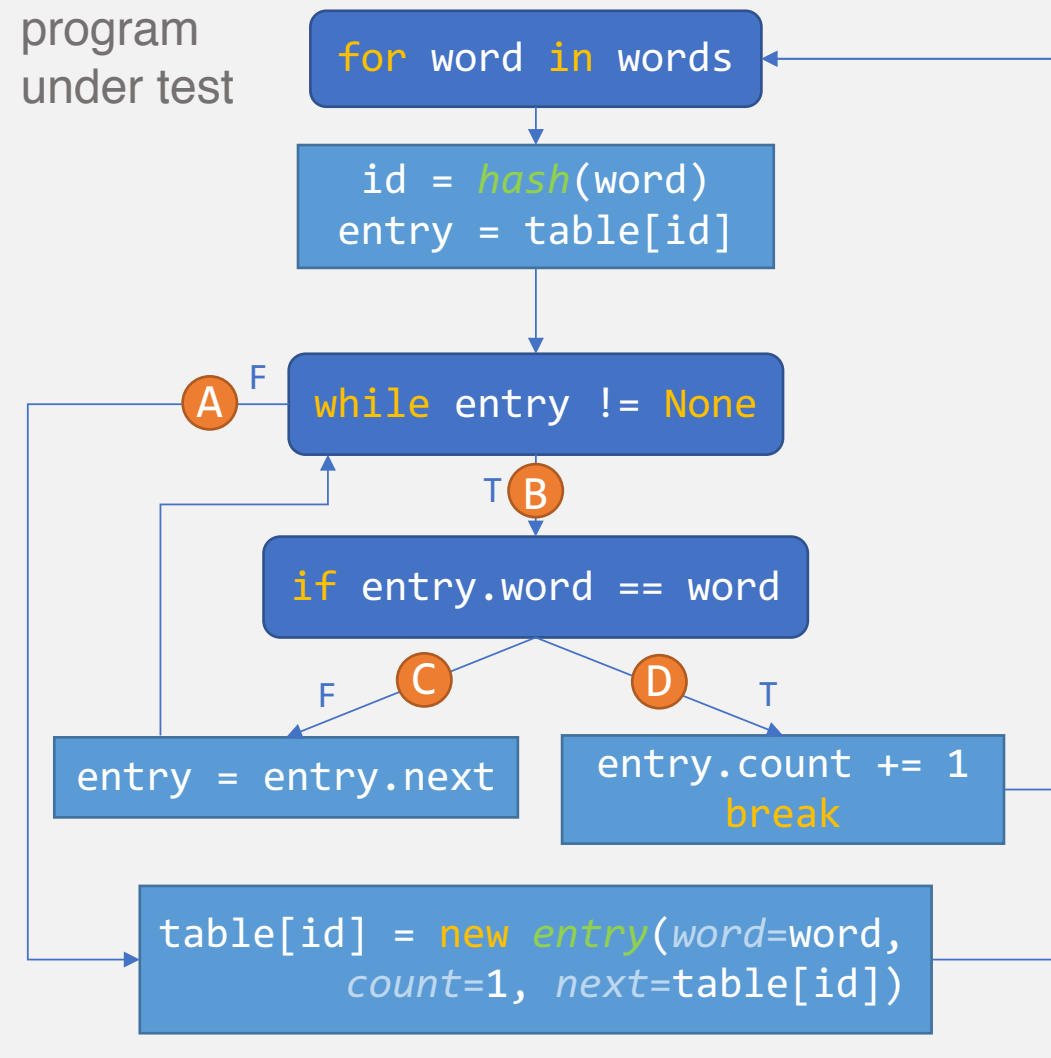 program
under test
for word in words
id = hash(word)
entry = table[id]
F
A
while entry != None
T
B
if entry.word == word
C
D
F
T
entry = entry.next
entry.count += 1
break
table[id] = new entry(word=word,
count=1, next=table[id])